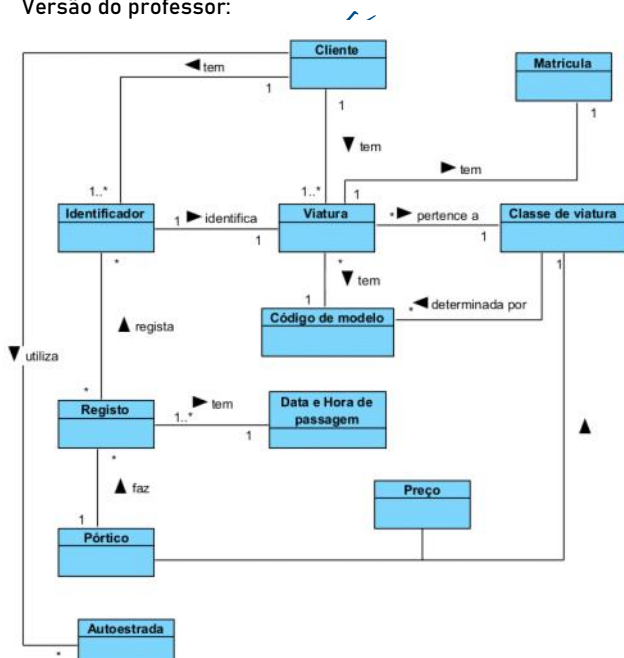 Versão do professor:
Cliente
Matricula
tem
1
1
1
tem
tem
1..*
1..*
1
Identificador
1
identifica
1
Viatura
*
pertence a
1
Classe de viatura
*
*
1
tem
1
*
determinada por
Código de modelo
regista
utiliza
*
Registo
1..*
tem
1
Data e Hora de
passagem
*
faz
Preço
1
Pórtico
Autoestrada
*